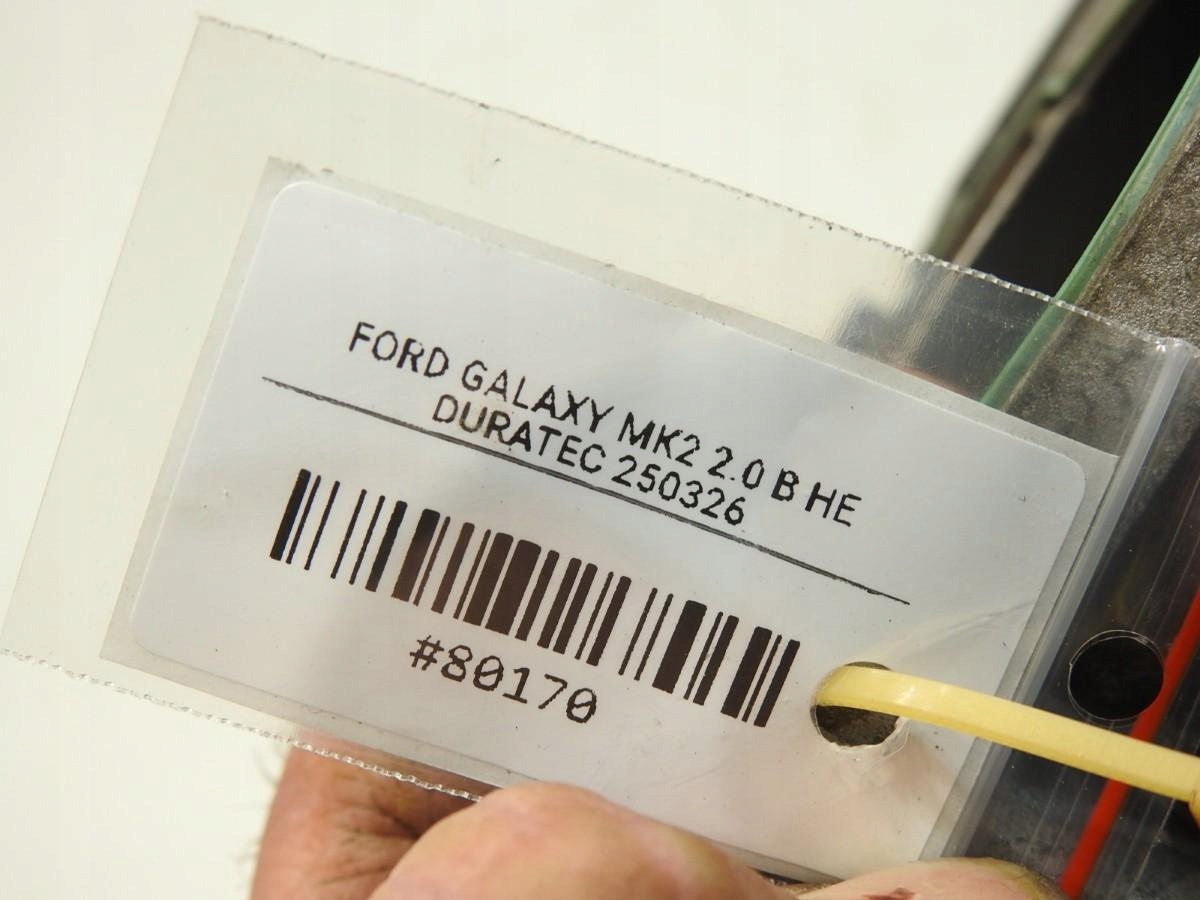 FORD GALAXY MK2 2.0 B HE
DURATEC 250326
#80170